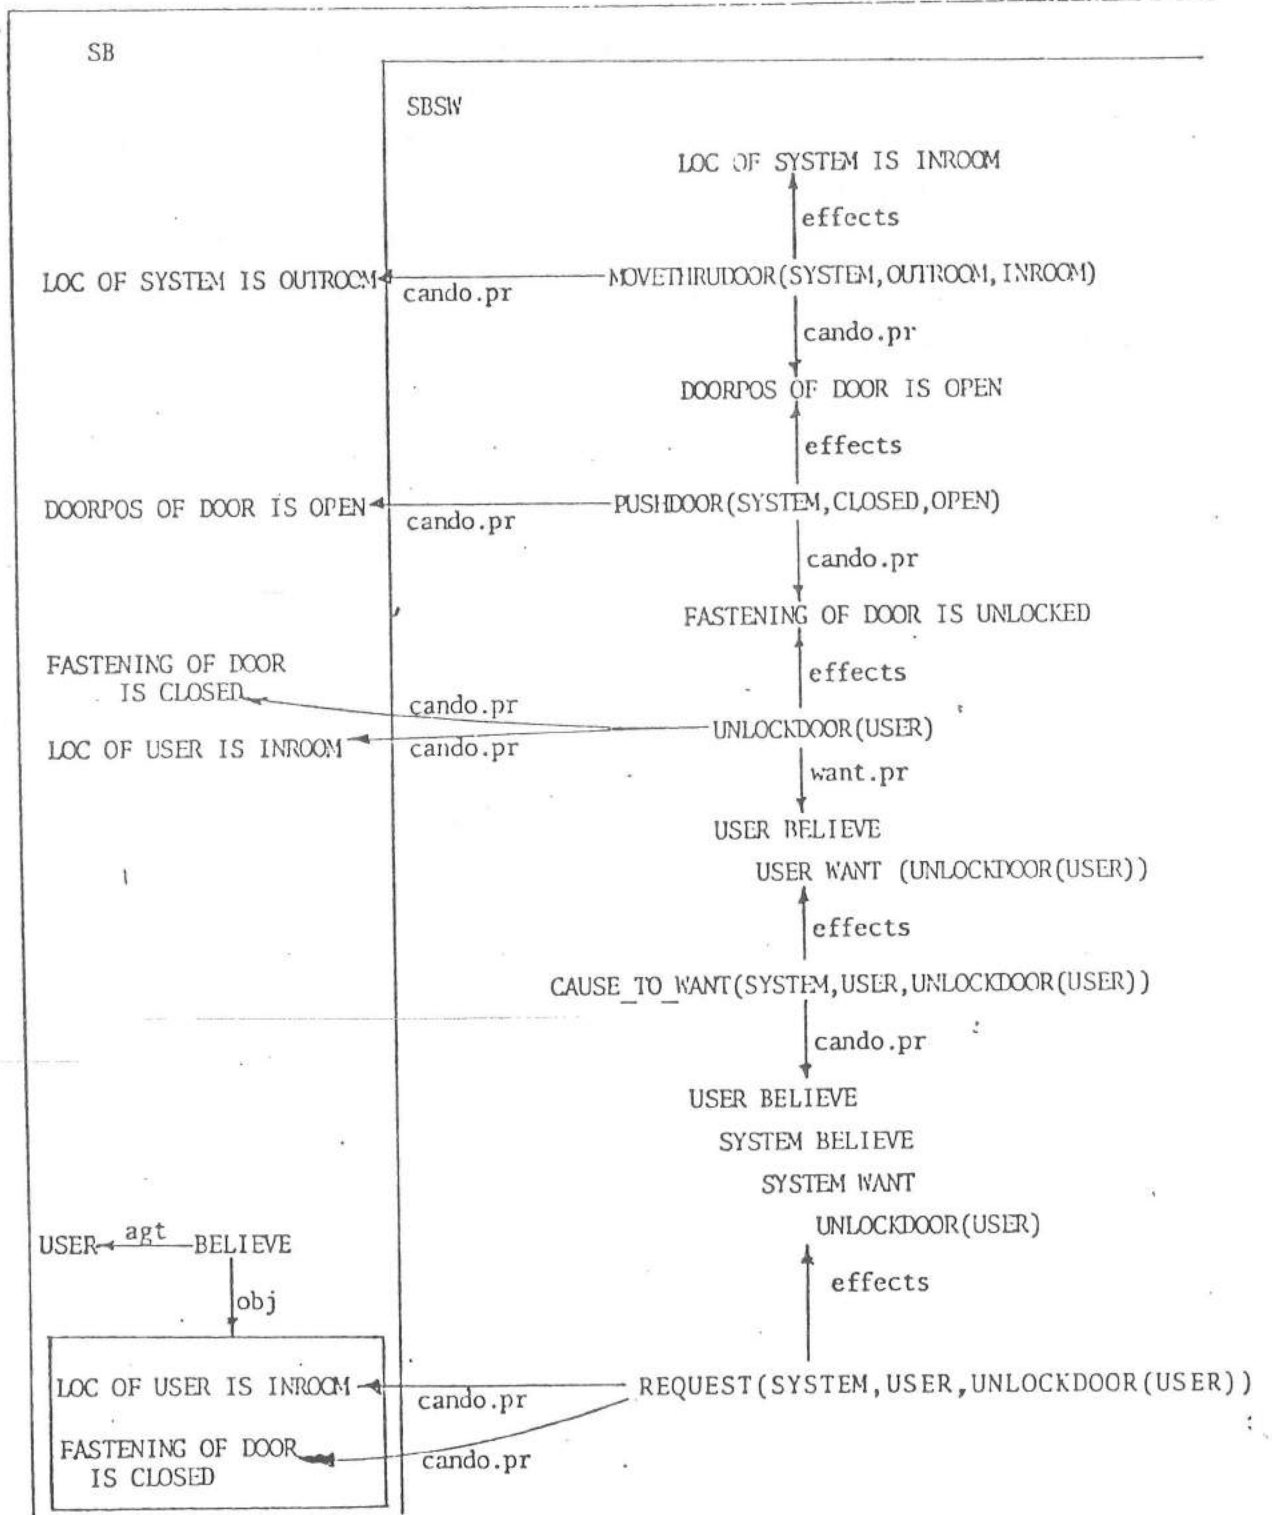 SB
SBSW
LOC OF SYSTEM IS INROOM
effects
LOC OF SYSTEM IS OUTROOM
cando.pr
MOVETHRUDOOR(SYSTEM,OUTROOM,INROOM)
cando.pr
DOORPOS OF DOOR IS OPEN
effects
DOORPOS OF DOOR IS OPEN
cando.pr
PUSHDOOR(SYSTEM,CLOSED,OPEN)
cando.pr
FASTENING OF DOOR IS UNLOCKED
effects
FASTENING OF DOOR
IS CLOSED
cando.pr
LOC OF USER IS INROOM
cando.pr
UNLOCKDOOR(USER)
want.pr
USER BELIEVE
USER WANT (UNLOCKDOOR(USER))
effects
CAUSE_TO_WANT(SYSTEM,USER,UNLOCKDOOR(USER))
cando.pr
USER BELIEVE
SYSTEM BELIEVE
SYSTEM WANT
UNLOCKDOOR(USER)
USER agt BELIEVE
effects
obj
LOC OF USER IS INROOM
cando.pr
REQUEST(SYSTEM,USER,UNLOCKDOOR(USER))
FASTENING OF DOOR
IS CLOSED
cando.pr